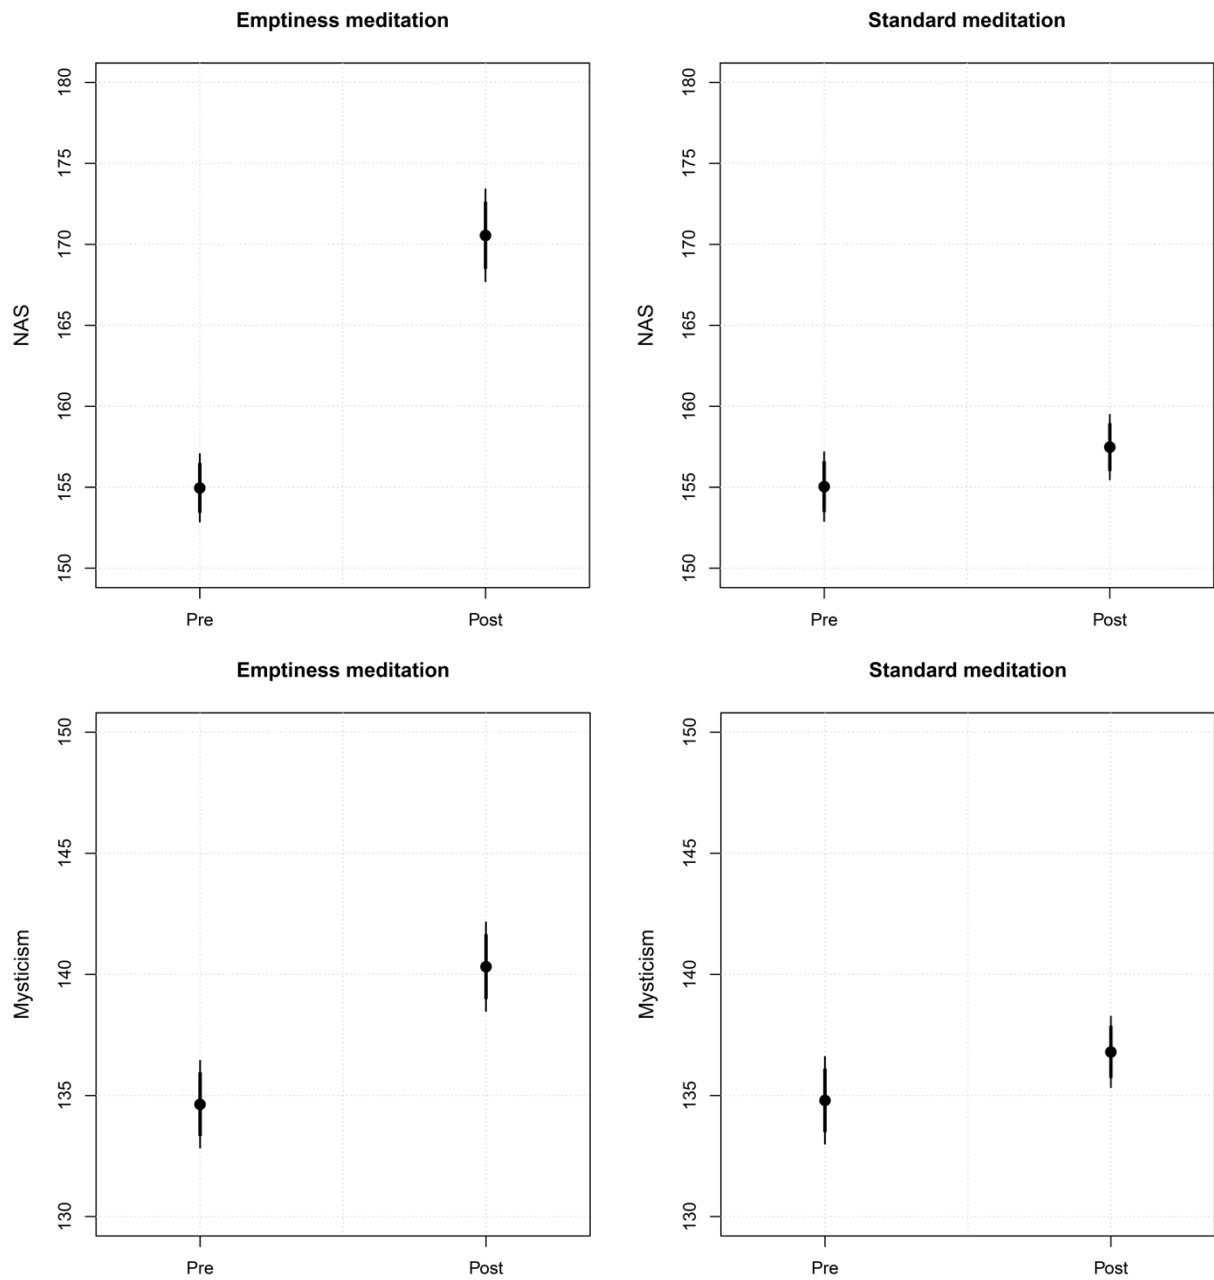 Emptiness meditation
NAS
180
175
170
165
160
155
150
Pre Post
Standard meditation
NAS
180
175
170
165
160
155
150
Pre Post
Emptiness meditation
Mysticism
150
145
140
135
130
Pre Post
Standard meditation
Mysticism
150
145
140
135
130
Pre Post